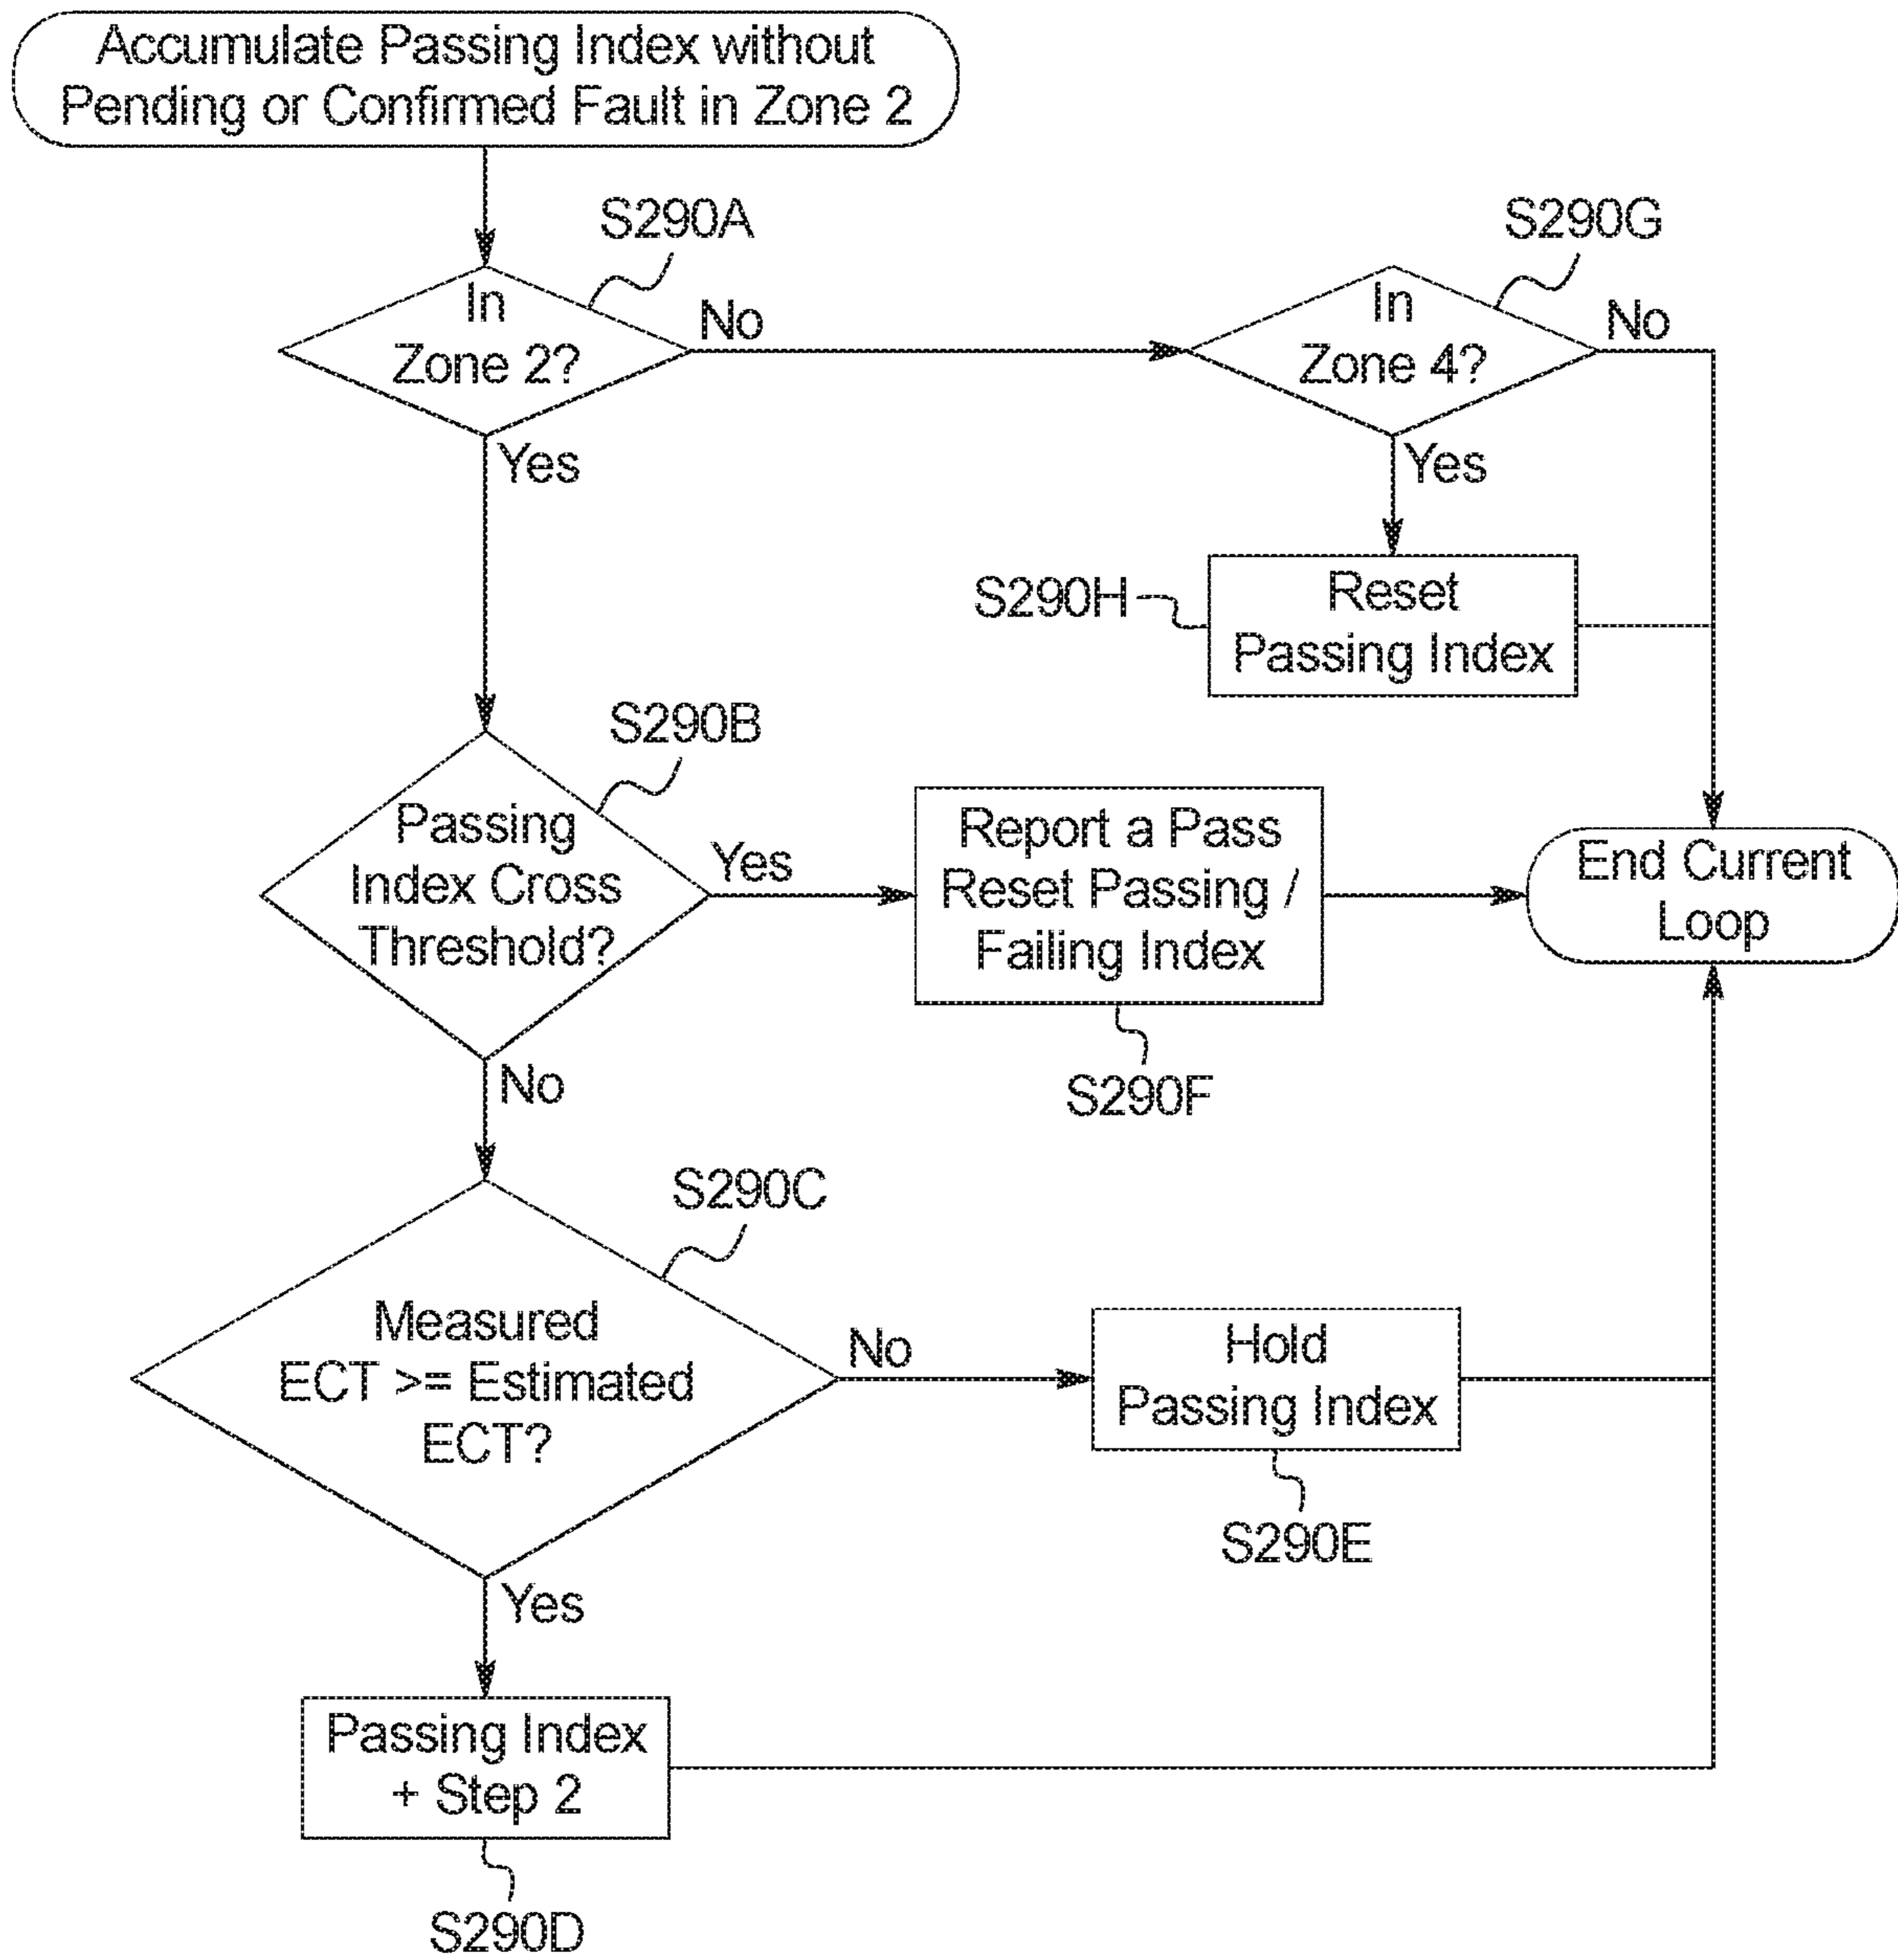 Accumulate Passing Index without
Pending or Confirmed Fault in Zone 2
S290A
S290G
In
Zone 2?
No
In
Zone 4?
No
Yes
Yes
S290H
Reset
Passing Index
S290B
Passing
Index Cross
Threshold?
Yes
Report a Pass
Reset Passing /
Failing Index
End Current
Loop
S290F
No
S290C
Measured
ECT >= Estimated
ECT?
No
Hold
Passing Index
S290E
Yes
Passing Index
+ Step 2
S290D